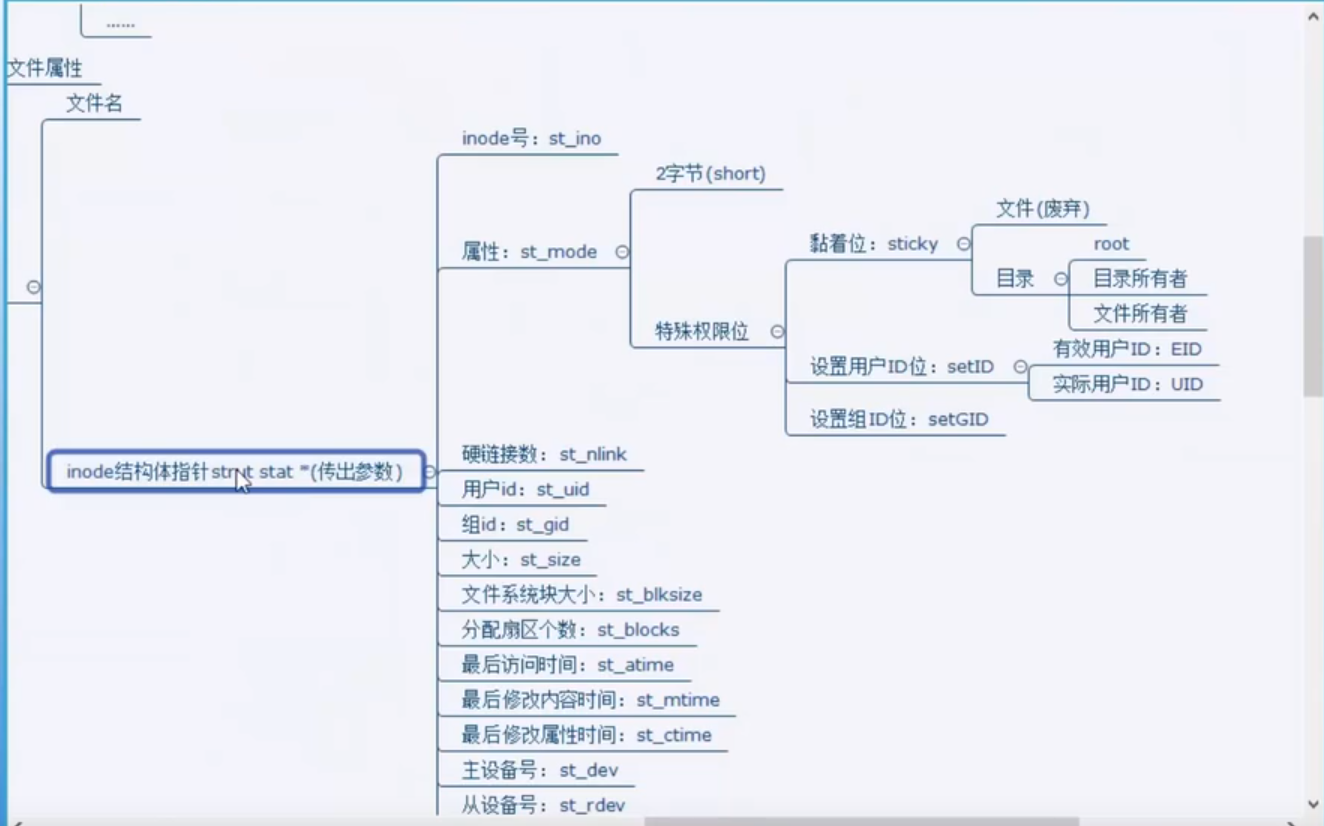 ……
文件属性
文件名
inode号：st_ino
2字节(short)
文件(废弃)
黏着位：sticky
root
属性：st_mode
目录
目录所有者
文件所有者
特殊权限位
有效用户ID：EID
设置用户ID位：setID
实际用户ID：UID
设置组ID位：setGID
硬链接数：st_nlink
inode结构体指针 stat *(传出参数)
用户id：st_uid
组id：st_gid
大小：st_size
文件系统块大小：st_blksize
分配扇区个数：st_blocks
最后访问时间：st_atime
最后修改内容时间：st_mtime
最后修改属性时间：st_ctime
主设备号：st_dev
从设备号：st_rdev